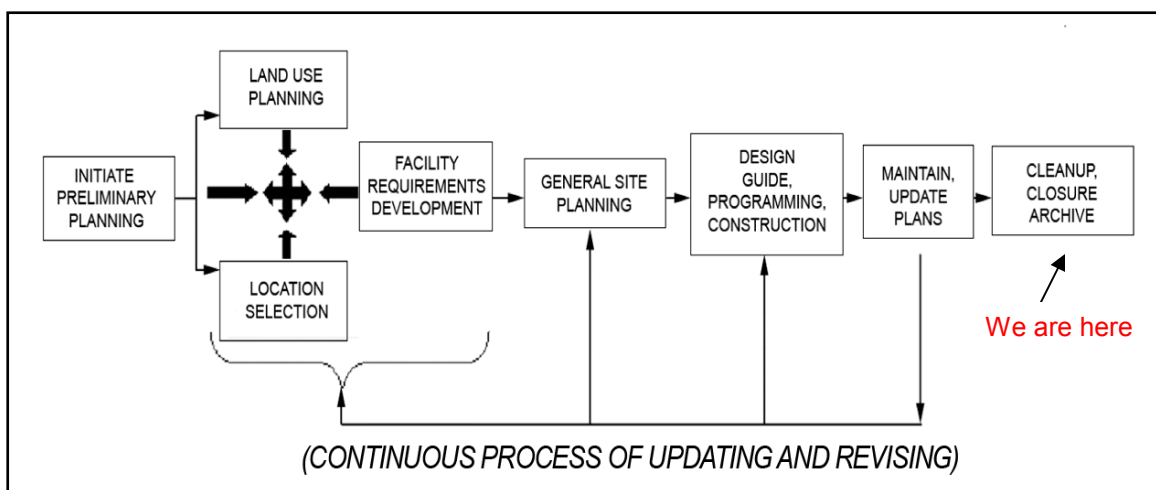 INITIATE
PRELIMINARY
PLANNING
LAND USE
PLANNING
LOCATION
SELECTION
FACILITY
REQUIREMENTS
DEVELOPMENT
GENERAL SITE
PLANNING
DESIGN
GUIDE,
PROGRAMMING,
CONSTRUCTION
MAINTAIN,
UPDATE
PLANS
CLEANUP,
CLOSURE
ARCHIVE
We are here
(CONTINUOUS PROCESS OF UPDATING AND REVISING)